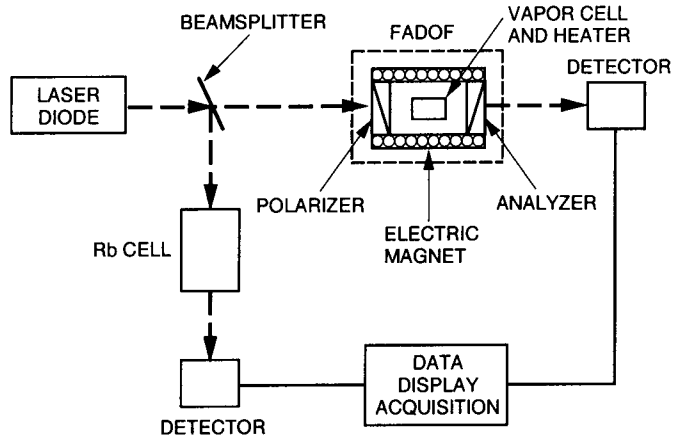 BEAMSPLITTER
FADOF
VAPOR CELL
AND HEATER
DETECTOR
LASER
DIODE
POLARIZER
ANALYZER
ELECTRIC
MAGNET
Rb CELL
DATA
DISPLAY
ACQUISITION
DETECTOR